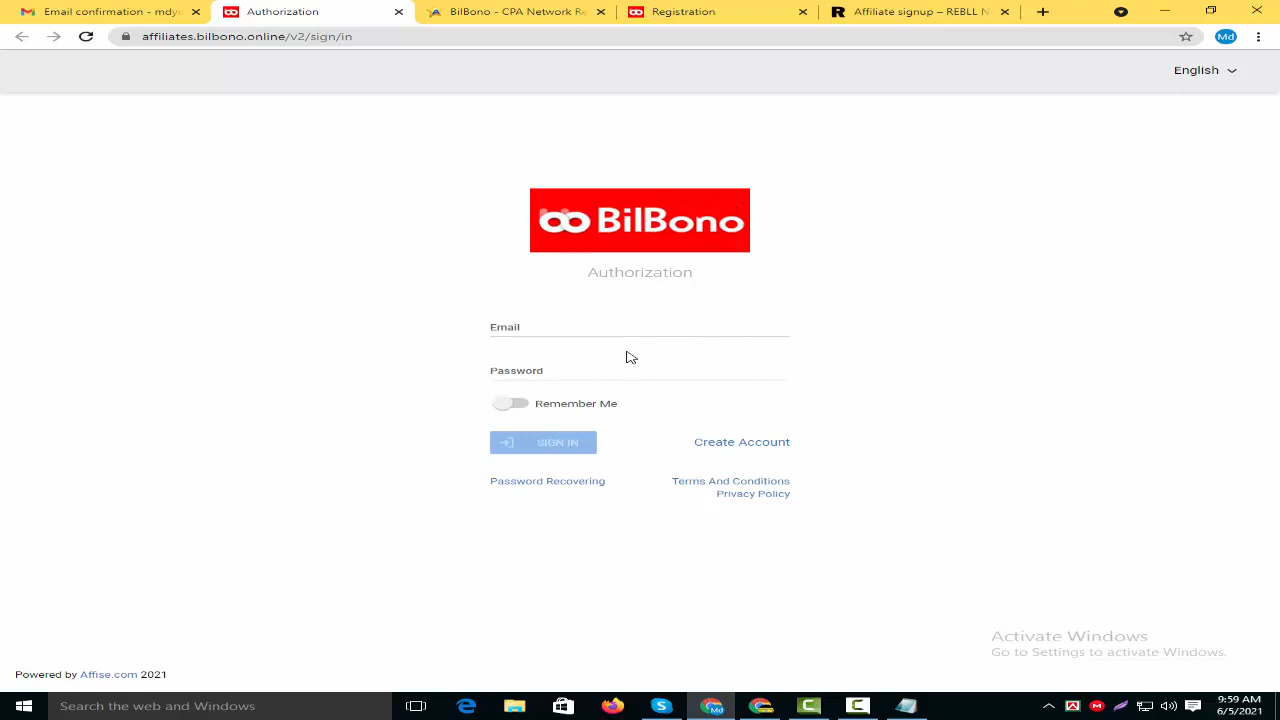 Email confirmation - mdy
Authorization
BilBono - CPA Network Re
Registration
Affiliate signup – REBLL N
affiliates.bilbono.online/v2/sign/in
Md
English
BilBono
Authorization
Email
Password
Remember Me
SIGN IN
Create Account
Password Recovering
Terms And Conditions
Privacy Policy
Activate Windows
Go to Settings to activate Windows.
Powered by Affise.com 2021
Search the web and Windows
9:59 AM
6/5/2021